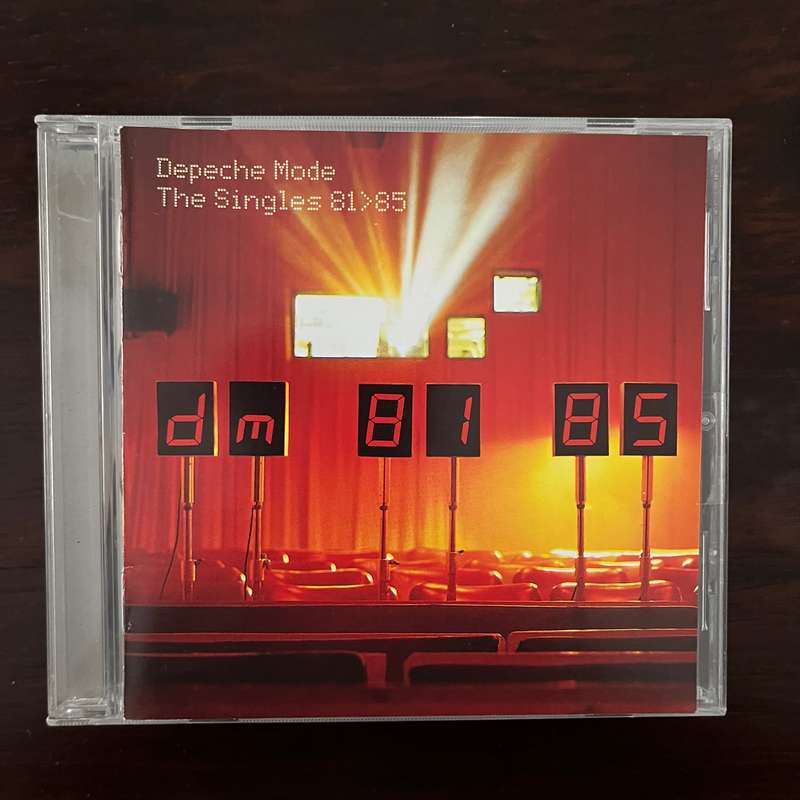 Depeche Mode
The Singles 81>85
dm 81 85